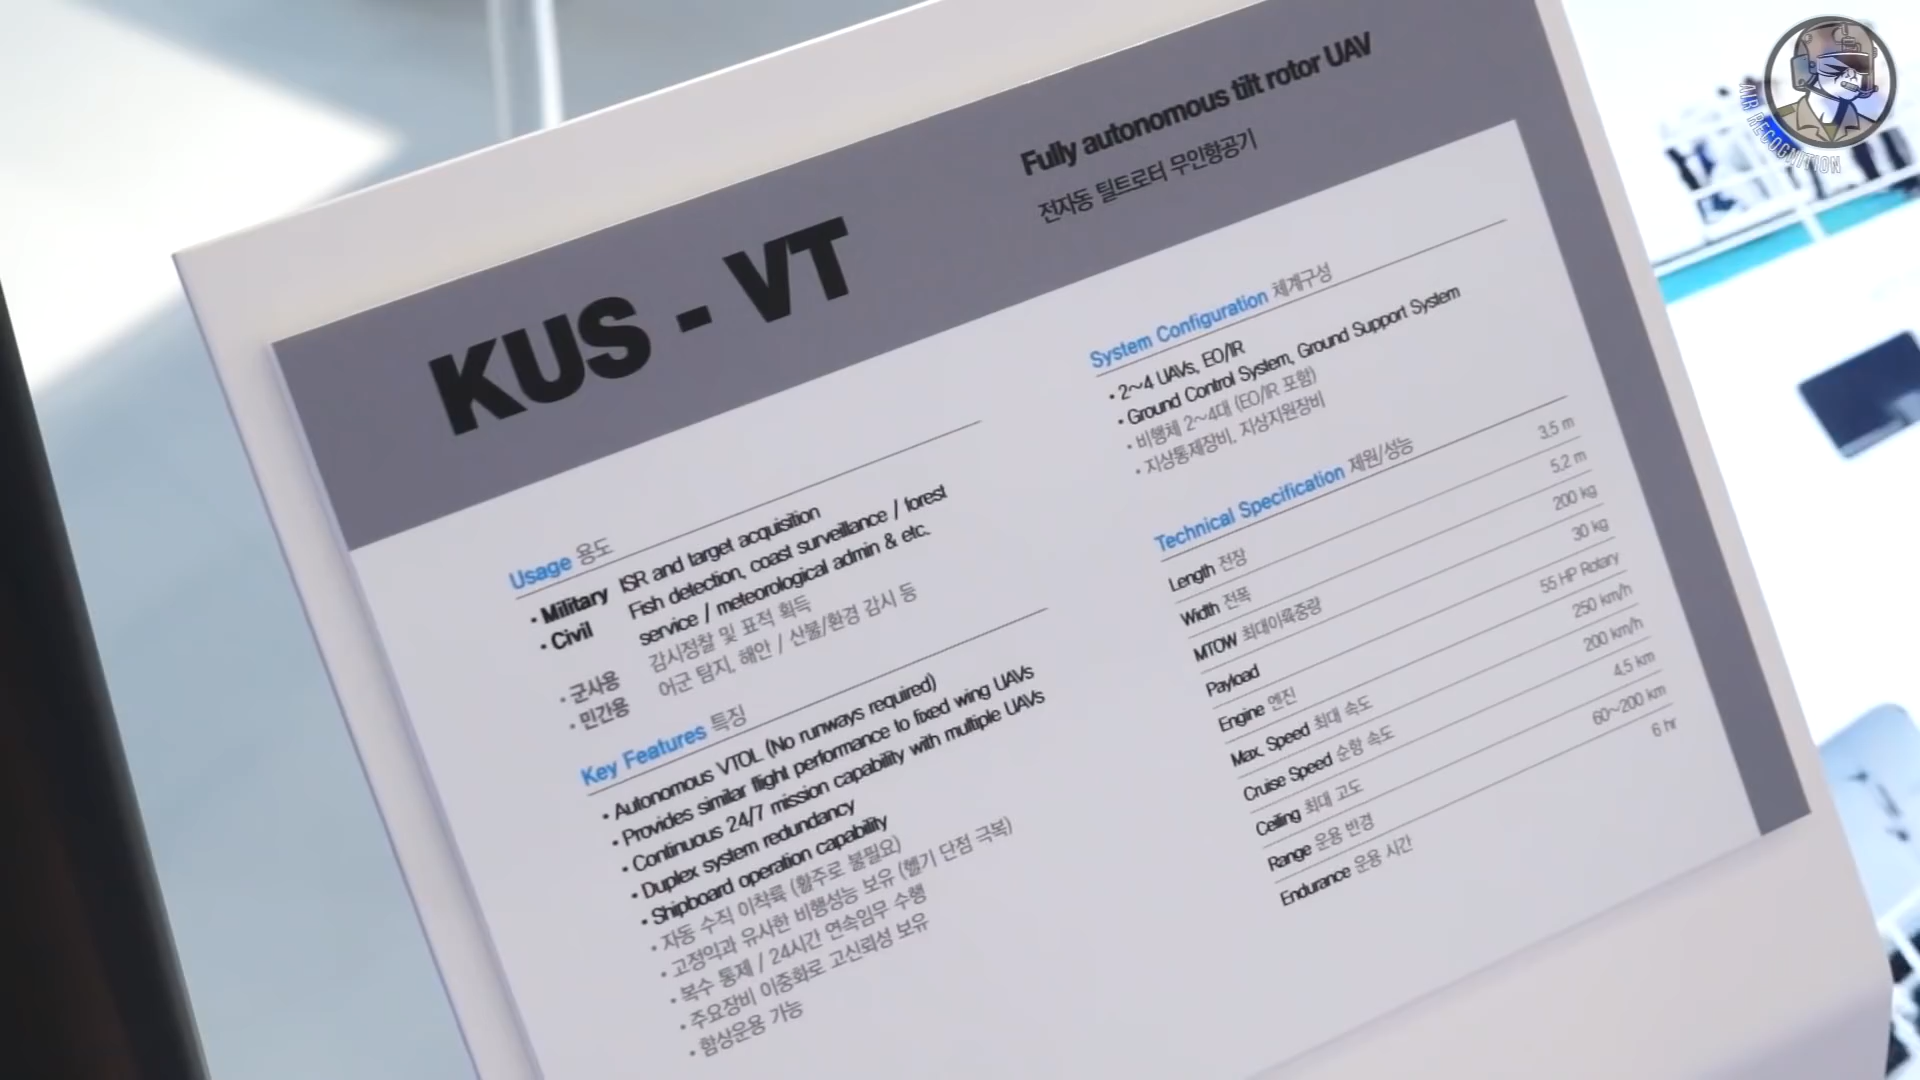 KUS - VT
Fully autonomous tilt rotor UAV
전자동 틸트로터 무인항공기
Usage 용도
• Military ISR and target acquisition
• Civil Fish detection, coast surveillance / forest
service / meteorological admin & etc.
• 군사용 감시정찰 및 표적 획득
• 민간용 어군 탐지, 해안 / 산불/환경 감시 등
Key Features 특징
• Autonomous VTOL (No runways required)
• Provides similar flight performance to fixed wing UAVs
• Continuous 24/7 mission capability with multiple UAVs
• Duplex system redundancy
• Shipboard operation capability
• 자동 수직 이착륙 (활주로 불필요)
• 고정익과 유사한 비행성능 보유 (헬기 단점 극복)
• 복수 통제 / 24시간 연속임무 수행
• 주요장비 이중화로 고신뢰성 보유
• 함상운용 가능
System Configuration 체계구성
• 2~4 UAVs, EO/IR
• Ground Control System, Ground Support System
• 비행체 2~4대 (EO/IR 포함)
• 지상통제장비, 지상지원장비
Technical Specification 제원/성능
Length 전장 3.5 m
Width 전폭 5.2 m
MTOW 최대이륙중량 200 kg
Payload 30 kg
Engine 엔진 55 HP Rotary
Max. Speed 최대 속도 250 km/h
Cruise Speed 순항 속도 200 km/h
Ceiling 최대 고도 4.5 km
Range 운용 반경 60~200 km
Endurance 운용 시간 6 hr
AIR RECOGNITION